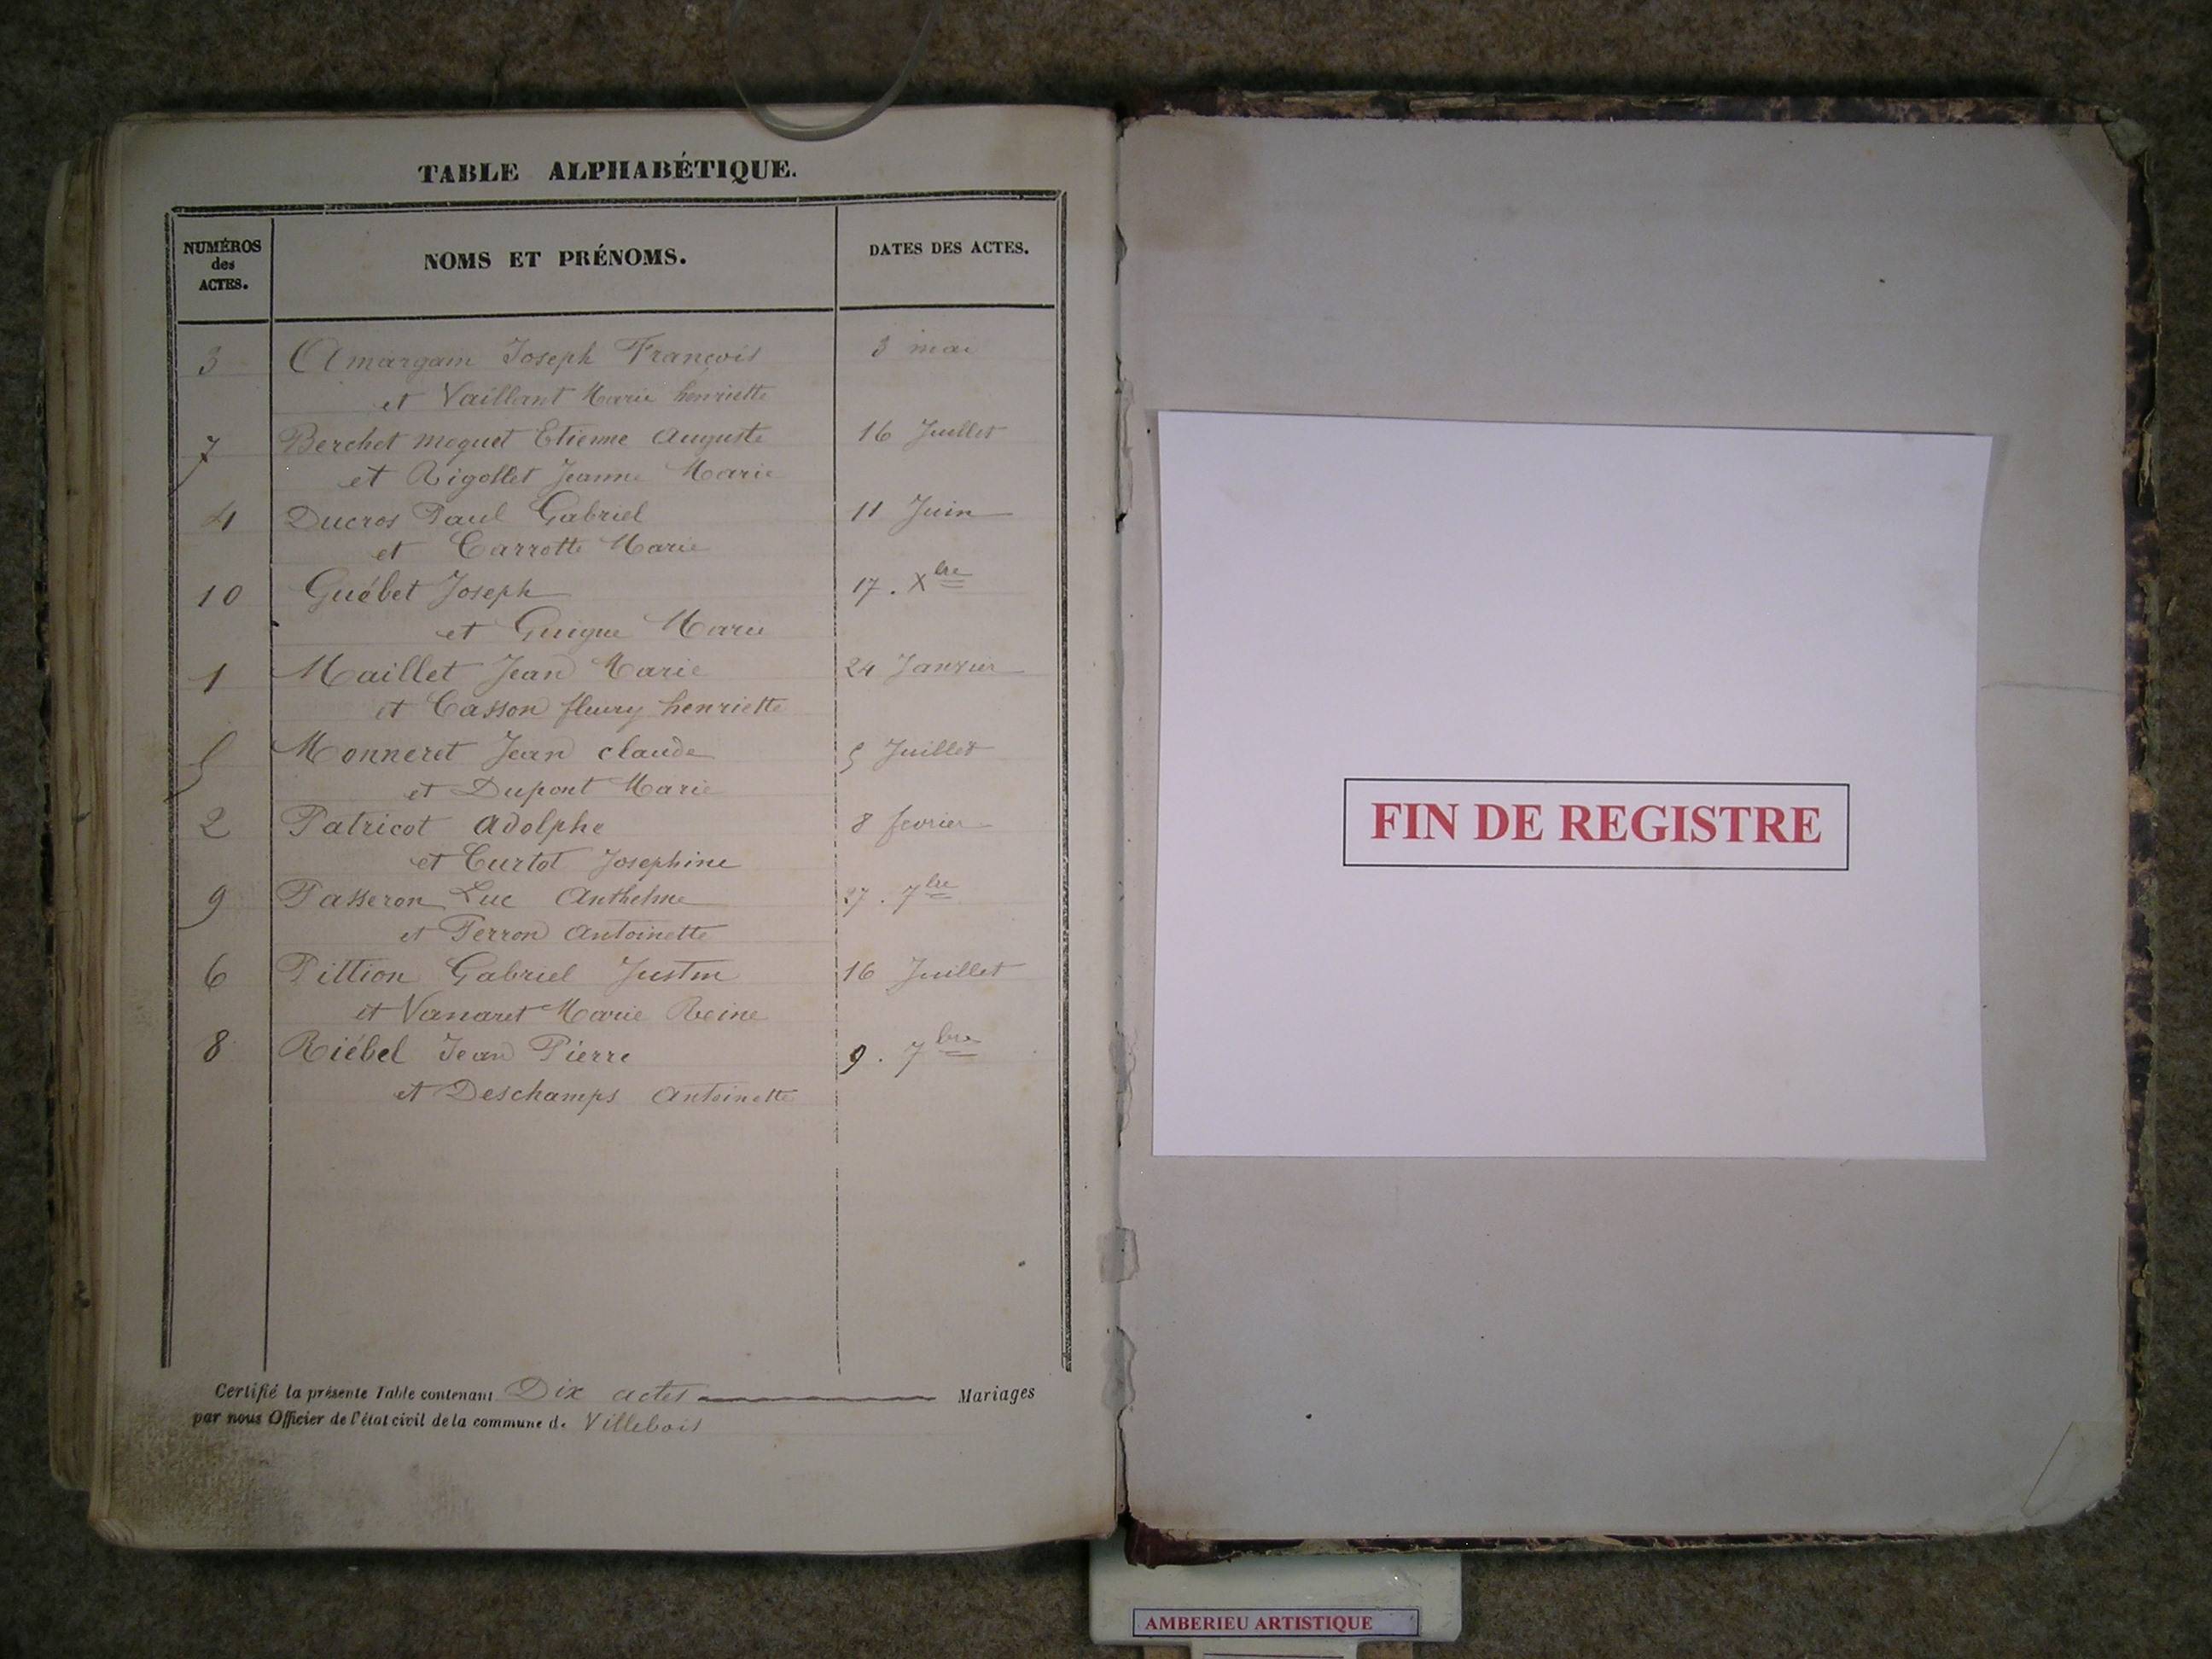 TABLE ALPHABÉTIQUE.
NUMÉROS des ACTES.
NOMS ET PRÉNOMS.
DATES DES ACTES.
3 Amargam Joseph François 3 mai
et Vaillant Marie henriette
7 Berchet moguet Etienne Auguste 16 Juillet
et Rigollet Jeanne Marie
4 Ducros Paul Gabriel 11 Juin
et Carrotte Marie
10 Guébet Joseph 17. Xbre
et Guigue Marie
1 Maillet Jean Marie 24 Janvier
et Casson fleury henriette
5 Monneret Jean claude 5 Juillet
et Dupont Marie
2 Patricot Adolphe 8 fevrier
et Curtot Josephine
9 Passeron Luc Anthelme 27. 7bre
et Perron Antoinette
6 Pittion Gabriel Justin 16 Juillet
et Vanaret Marie Reine
8 Riébel Jean Pierre 9. 7bre
et Deschamps Antoinette
Certifié la présente Table contenant Dix actes Mariages
par nous Officier de l'état civil de la commune de Villebois
FIN DE REGISTRE
AMBERIEU ARTISTIQUE